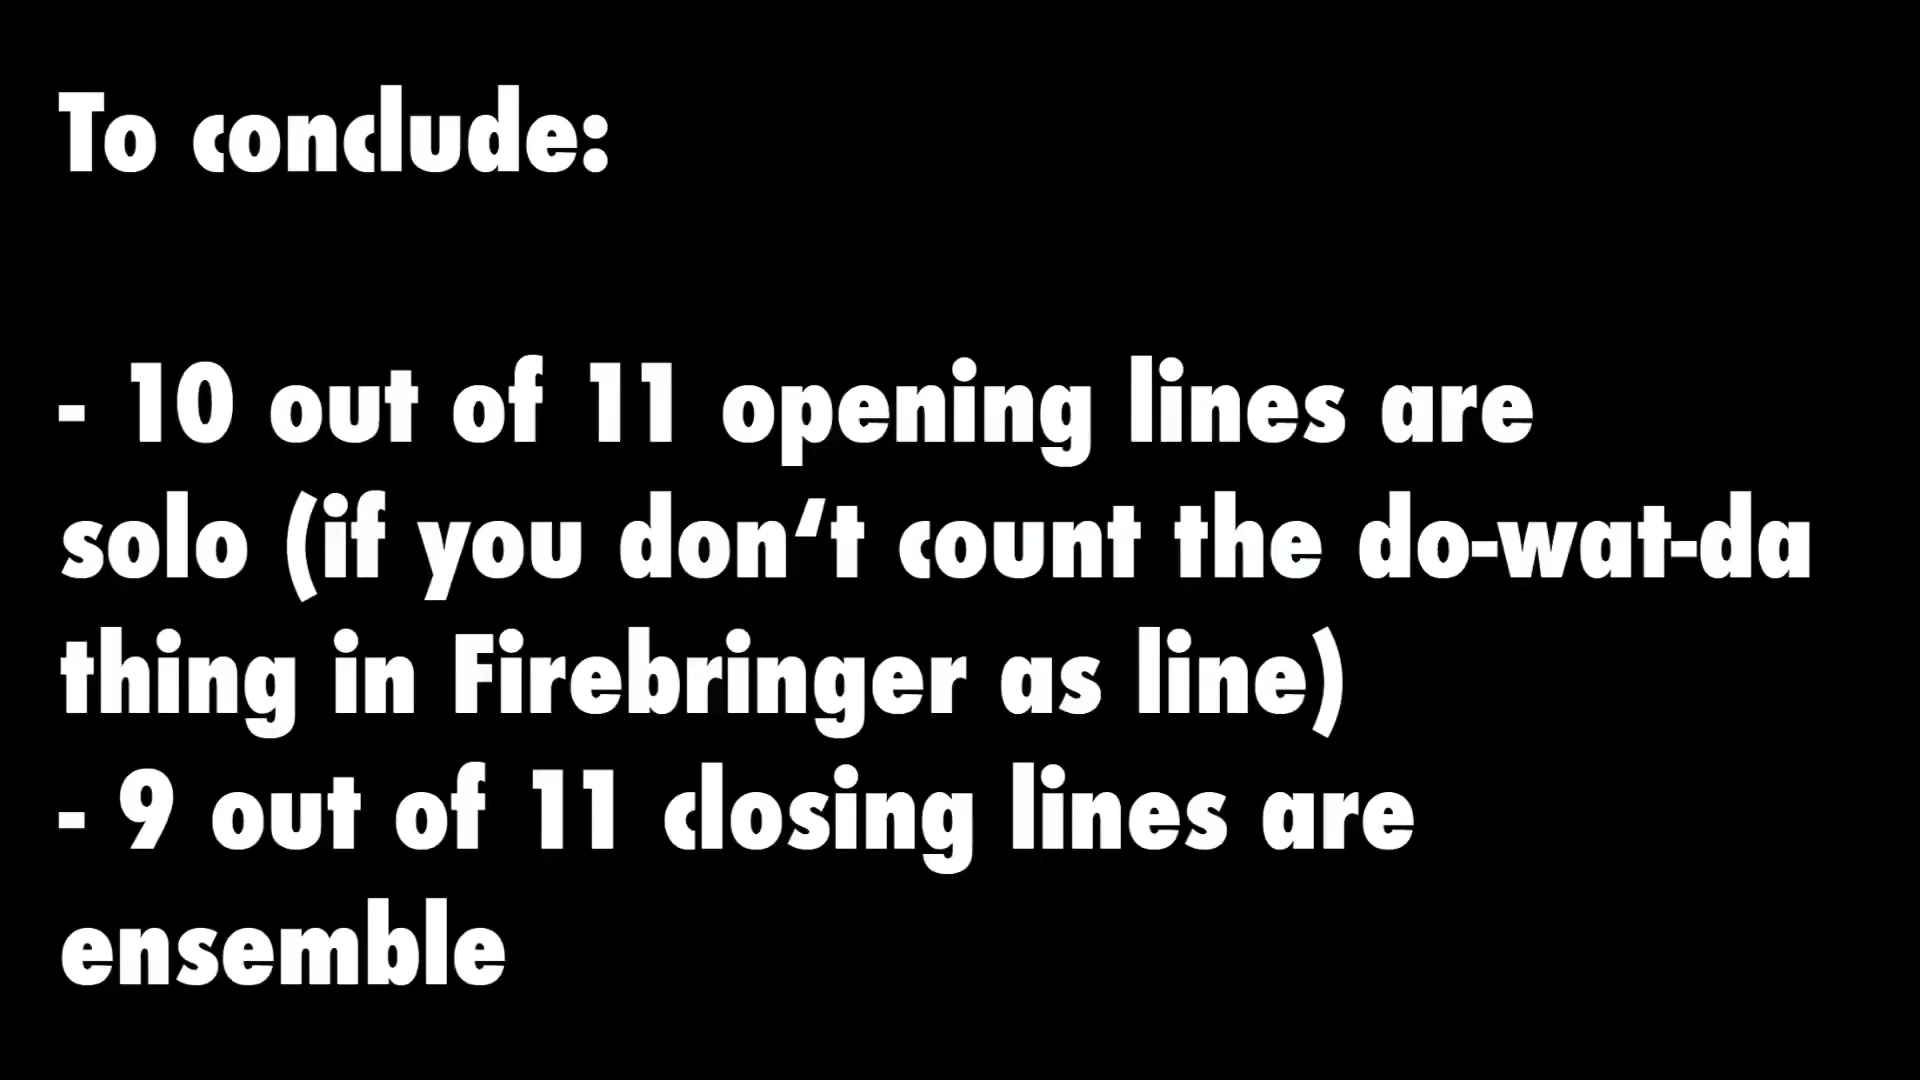 To conclude:
- 10 out of 11 opening lines are
solo (if you don‘t count the do-wat-da
thing in Firebringer as line)
- 9 out of 11 closing lines are
ensemble